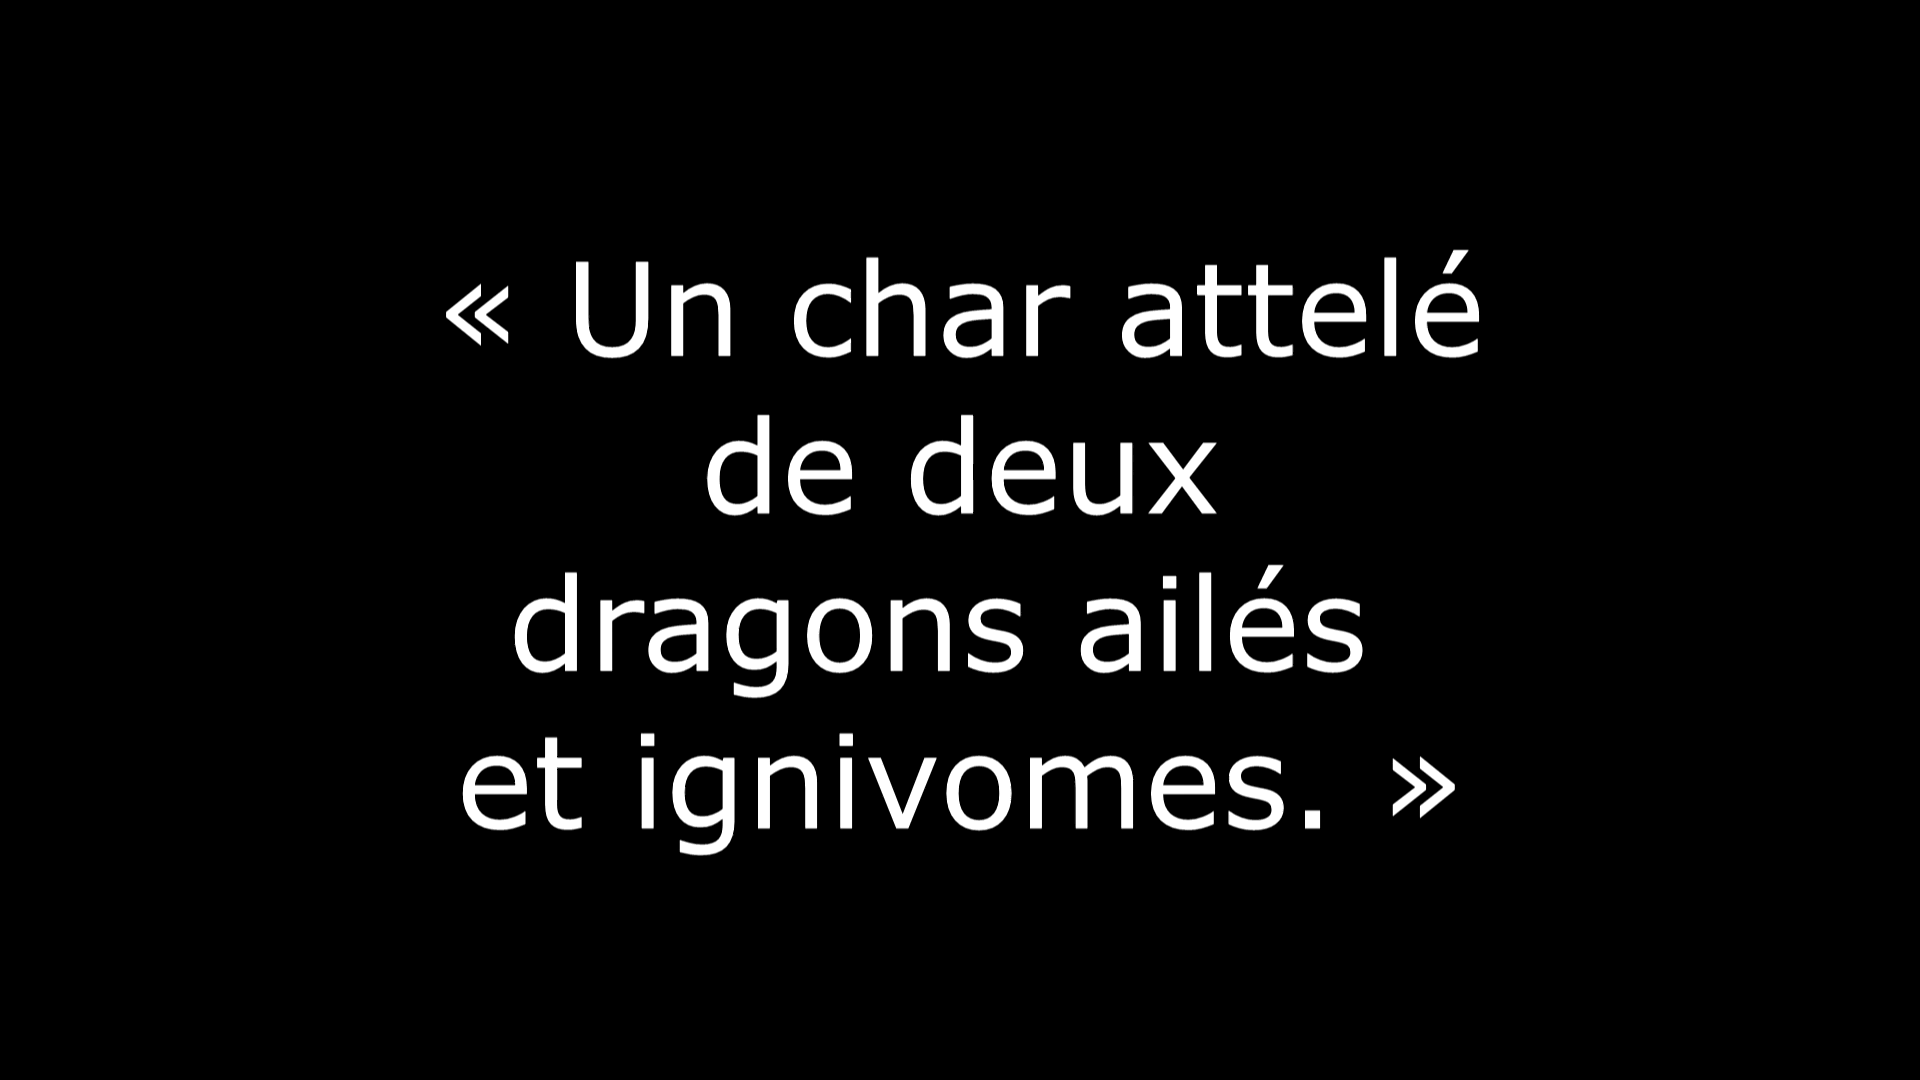 « Un char attelé
de deux
dragons ailés
et ignivomes. »